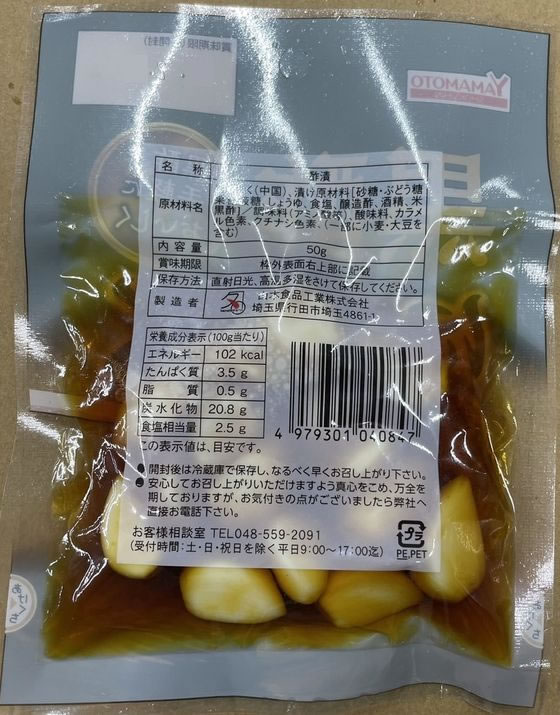 OTOMAMAY
名称 酢漬
原材料名 く(中国)、漬け原材料[砂糖・ぶどう糖
糖、しょうゆ、食塩、醸造酢、酒精、米
黒酢]/調味料(アミノ酸等)、酸味料、カラメ
ル色素、クチナシ色素、(一部に小麦・大豆を
含む)
内容量 50g
賞味期限 枠外表面右上部に記載
保存方法 直射日光、高温多湿をさけて保存してください。
製造者 食品工業株式会社
埼玉県行田市埼玉4861-1
栄養成分表示(100g当たり)
エネルギー 102 kcal
たんぱく質 3.5 g
脂質 0.5 g
炭水化物 20.8 g
食塩相当量 2.5 g
この表示値は、目安です。
4 979301 040847
●開封後は冷蔵庫で保存し、なるべく早くお召し上がり下さい。
●安心してお召し上がりいただけますよう真心をこめ、万全を
期しておりますが、お気付きの点がございましたら弊社へ
直接お電話下さい。
お客様相談室 TEL048-559-2091
(受付時間:土・日・祝日を除く平日9:00〜17:00迄)
プラ
PE.PET